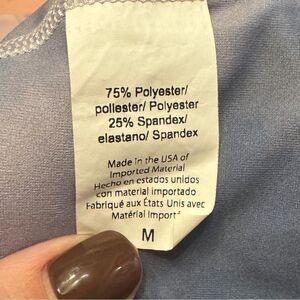 75% Polyester/
poliester/ Polyester
25% Spandex/
elastano/ Spandex
Made in the USA of
Imported Material
Hecho en estados unidos
con material importado
Fabriqué aux États Unis avec
Matérial Importé
M